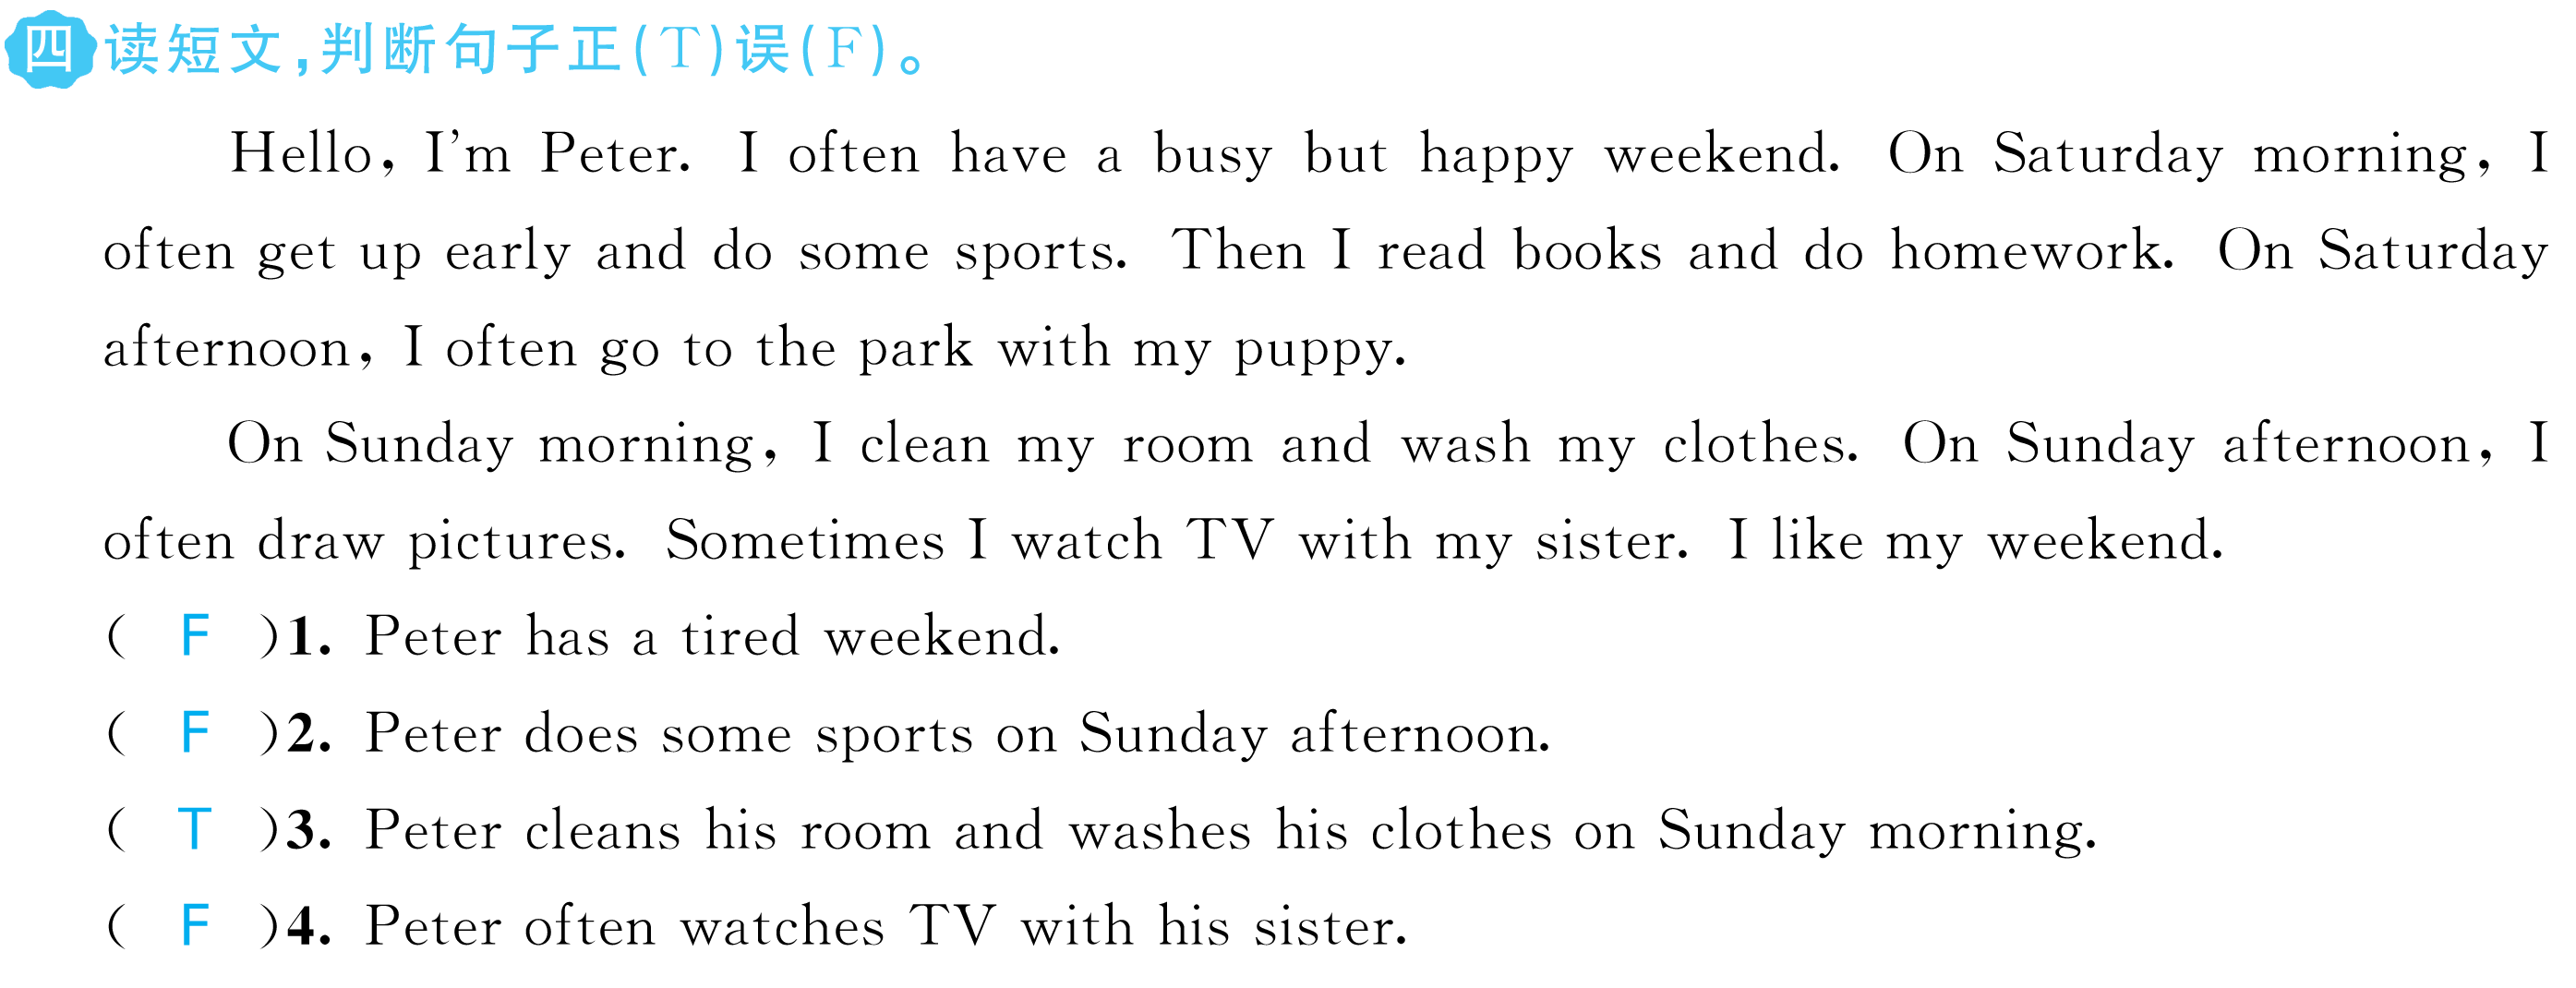 四 读短文,判断句子正(T)误(F)。
Hello, I'm Peter. I often have a busy but happy weekend. On Saturday morning, I
often get up early and do some sports. Then I read books and do homework. On Saturday
afternoon, I often go to the park with my puppy.
On Sunday morning, I clean my room and wash my clothes. On Sunday afternoon, I
often draw pictures. Sometimes I watch TV with my sister. I like my weekend.
( F )1. Peter has a tired weekend.
( F )2. Peter does some sports on Sunday afternoon.
( T )3. Peter cleans his room and washes his clothes on Sunday morning.
( F )4. Peter often watches TV with his sister.